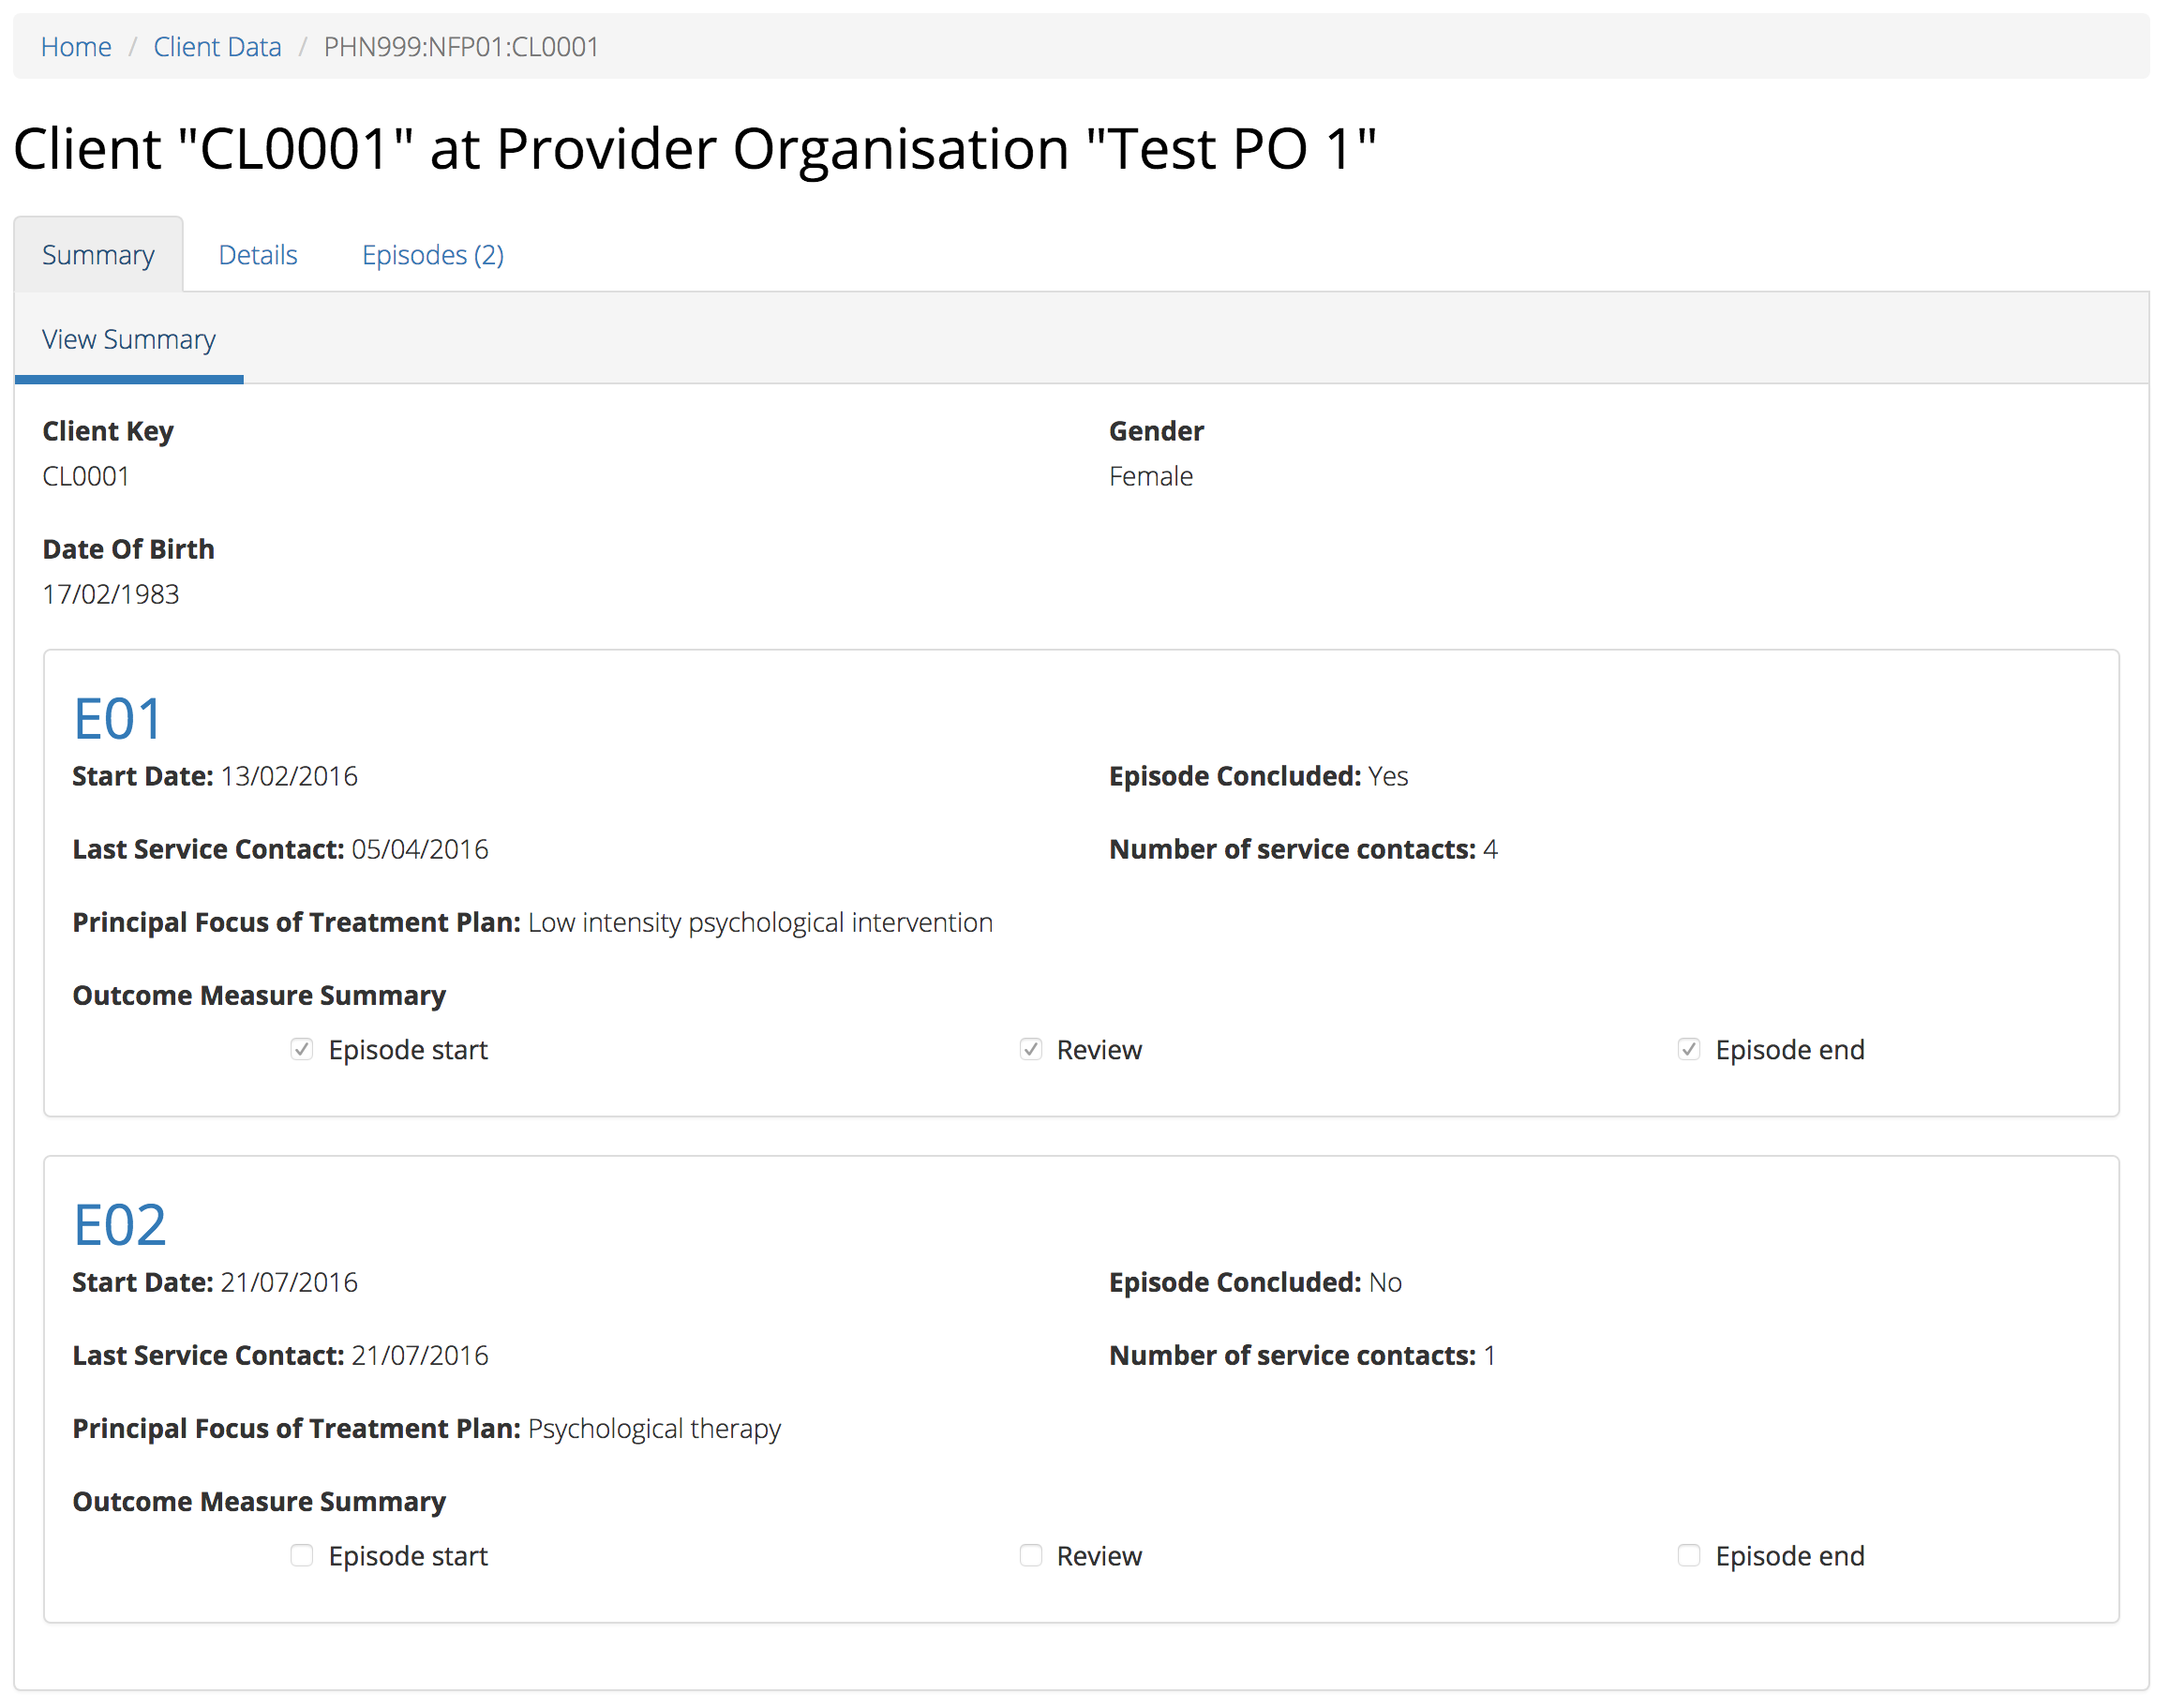 Home / Client Data / PHN999:NFP01:CL0001
Client "CL0001" at Provider Organisation "Test PO 1"
Summary Details Episodes (2)
View Summary
Client Key Gender
CL0001 Female
Date Of Birth
17/02/1983
E01
Start Date: 13/02/2016 Episode Concluded: Yes
Last Service Contact: 05/04/2016 Number of service contacts: 4
Principal Focus of Treatment Plan: Low intensity psychological intervention
Outcome Measure Summary
Episode start Review Episode end
E02
Start Date: 21/07/2016 Episode Concluded: No
Last Service Contact: 21/07/2016 Number of service contacts: 1
Principal Focus of Treatment Plan: Psychological therapy
Outcome Measure Summary
Episode start Review Episode end